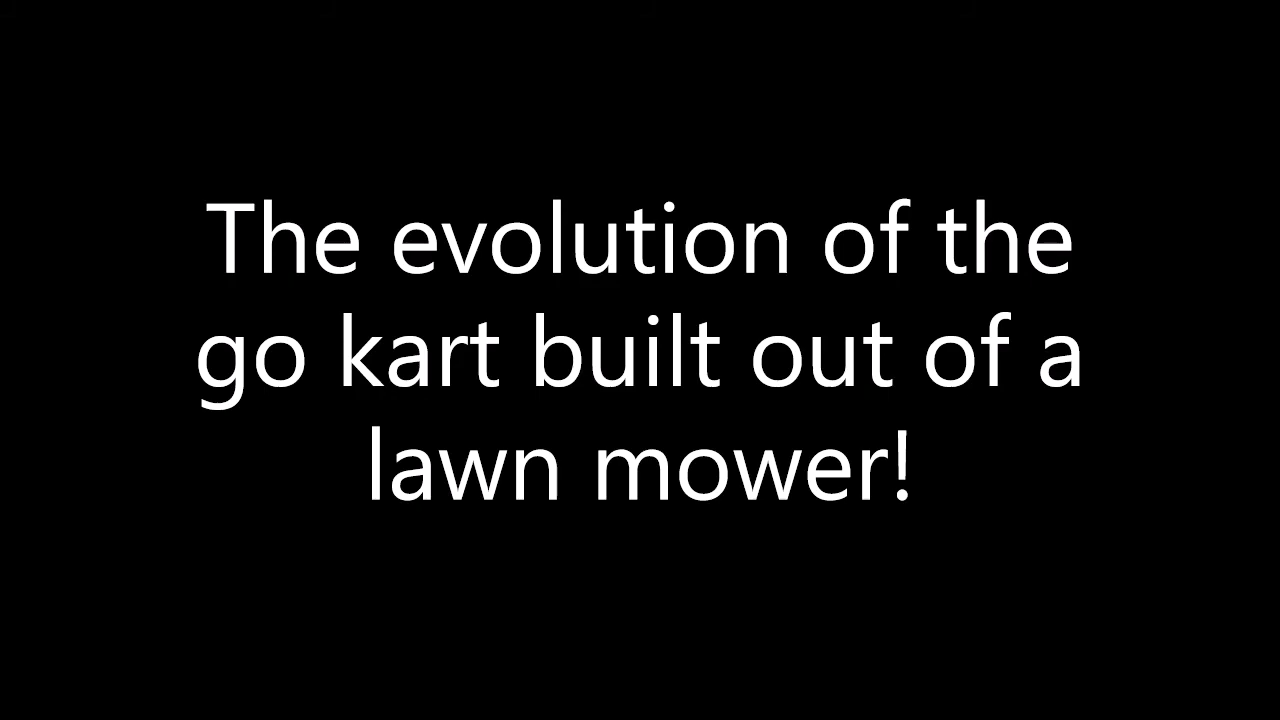 The evolution of the
go kart built out of a
lawn mower!